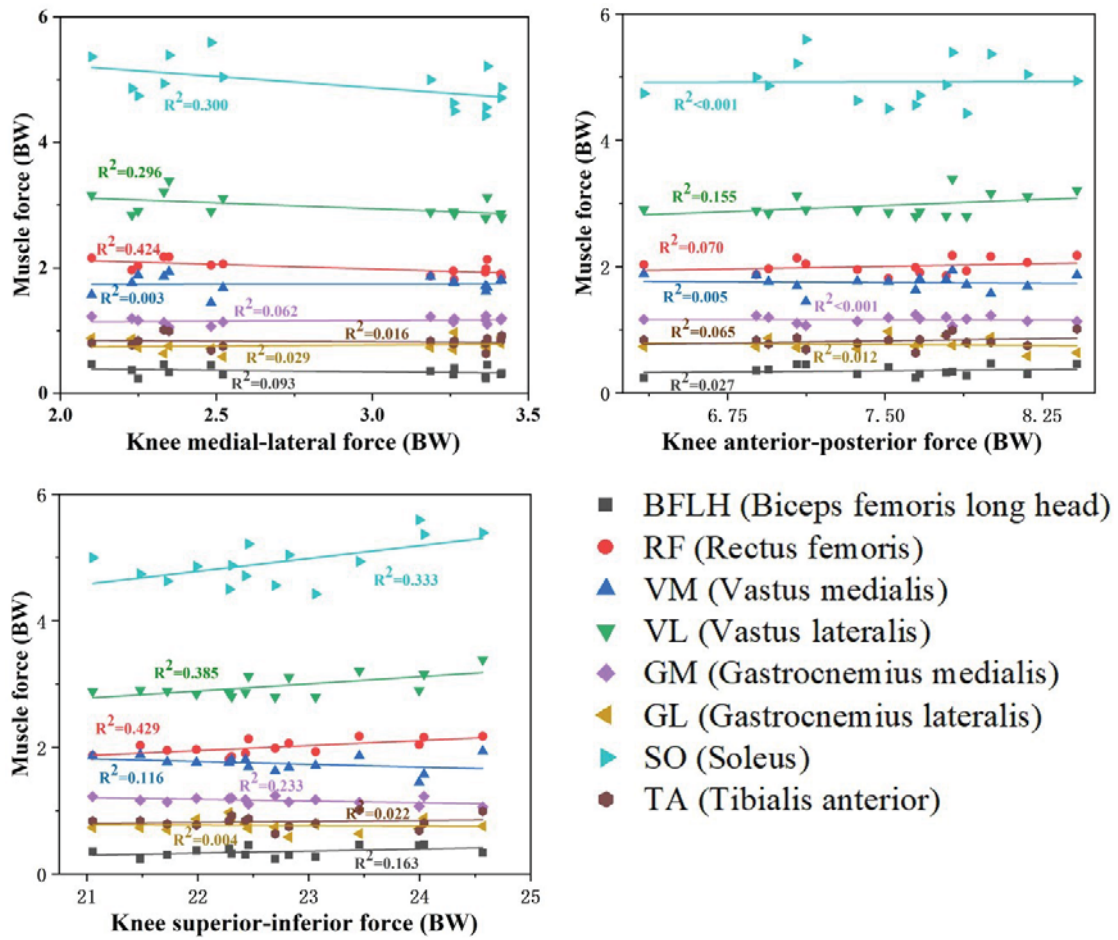 6
4
2
0
Muscle force (BW)
R²=0.300
R²=0.296
R²=0.424
R²=0.003
R²=0.062
R²=0.016
R²=0.029
R²=0.093
2.0 2.5 3.0 3.5
Knee medial-lateral force (BW)
6
4
2
0
Muscle force (BW)
R²<0.001
R²=0.155
R²=0.070
R²=0.005
R²<0.001
R²=0.065
R²=0.012
R²=0.027
6.75 7.50 8.25
Knee anterior-posterior force (BW)
6
4
2
0
Muscle force (BW)
R²=0.333
R²=0.385
R²=0.429
R²=0.116
R²=0.233
R²=0.022
R²=0.004
R²=0.163
21 22 23 24 25
Knee superior-inferior force (BW)
BFLH (Biceps femoris long head)
RF (Rectus femoris)
VM (Vastus medialis)
VL (Vastus lateralis)
GM (Gastrocnemius medialis)
GL (Gastrocnemius lateralis)
SO (Soleus)
TA (Tibialis anterior)